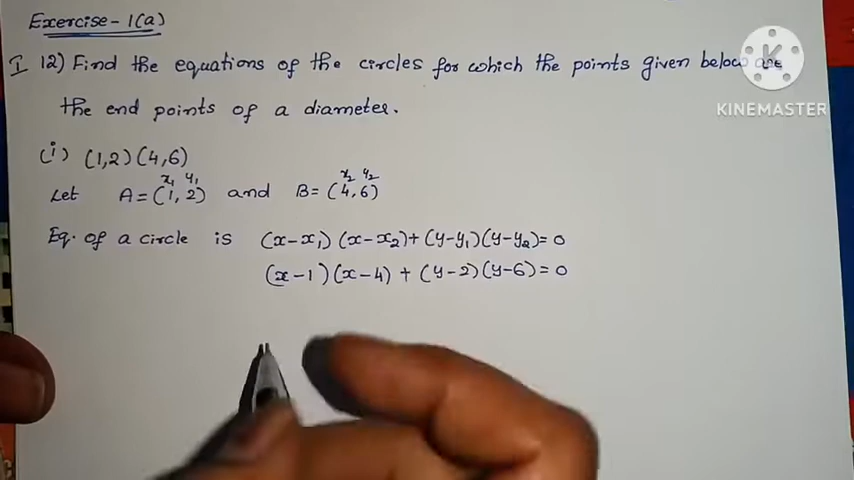 Exercise-1(a)
I 12) Find the equations of the circles for which the points given below are
the end points of a diameter.
K
KINEMASTER
(i) (1,2) (4,6)
x₁ y₁ x₂ y₂
Let A = (1, 2) and B = (4, 6)
Eq. of a circle is (x-x₁) (x-x₂)+(y-y₁)(y-y₂)= 0
(x-1)(x-4) + (y-2)(y-6) = 0